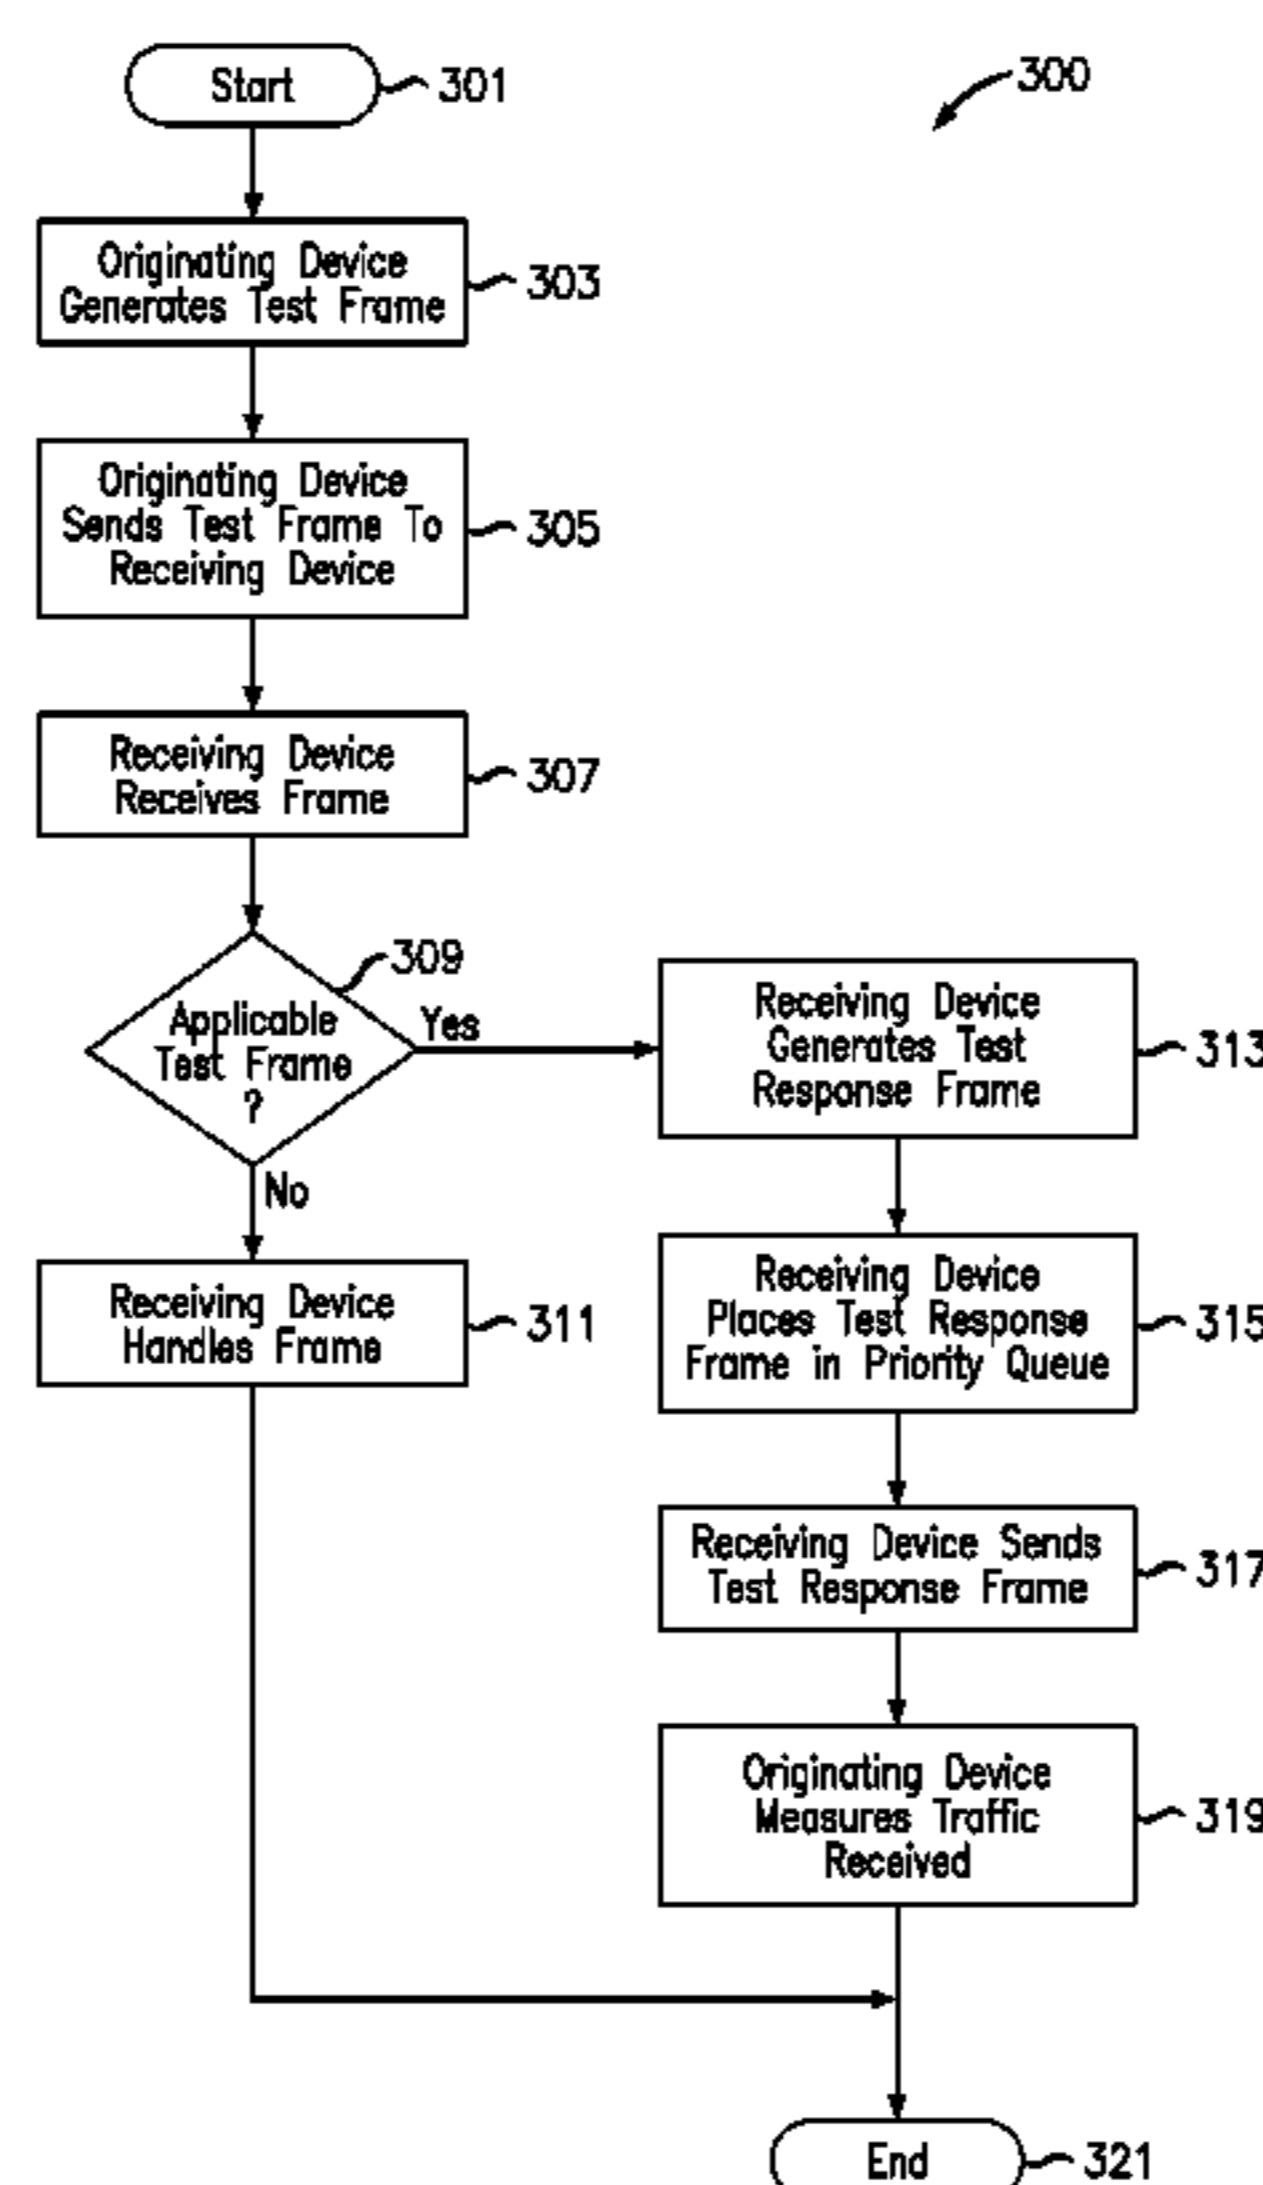 Start
301
300
Originating Device
Generates Test Frame
303
Originating Device
Sends Test Frame To
Receiving Device
305
Receiving Device
Receives Frame
307
309
Applicable
Test Frame
?
Yes
No
Receiving Device
Handles Frame
311
Receiving Device
Generates Test
Response Frame
313
Receiving Device
Places Test Response
Frame in Priority Queue
315
Receiving Device Sends
Test Response Frame
317
Originating Device
Measures Traffic
Received
319
End
321